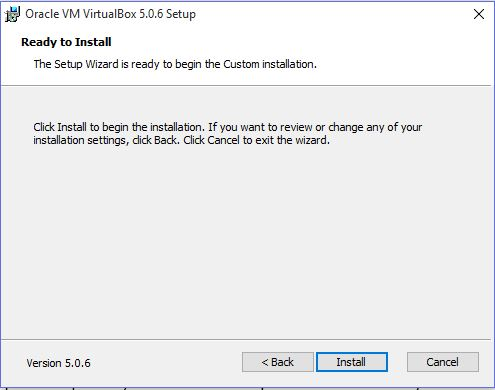 Oracle VM VirtualBox 5.0.6 Setup
Ready to Install
The Setup Wizard is ready to begin the Custom installation.
Click Install to begin the installation. If you want to review or change any of your
installation settings, click Back. Click Cancel to exit the wizard.
Version 5.0.6
< Back
Install
Cancel